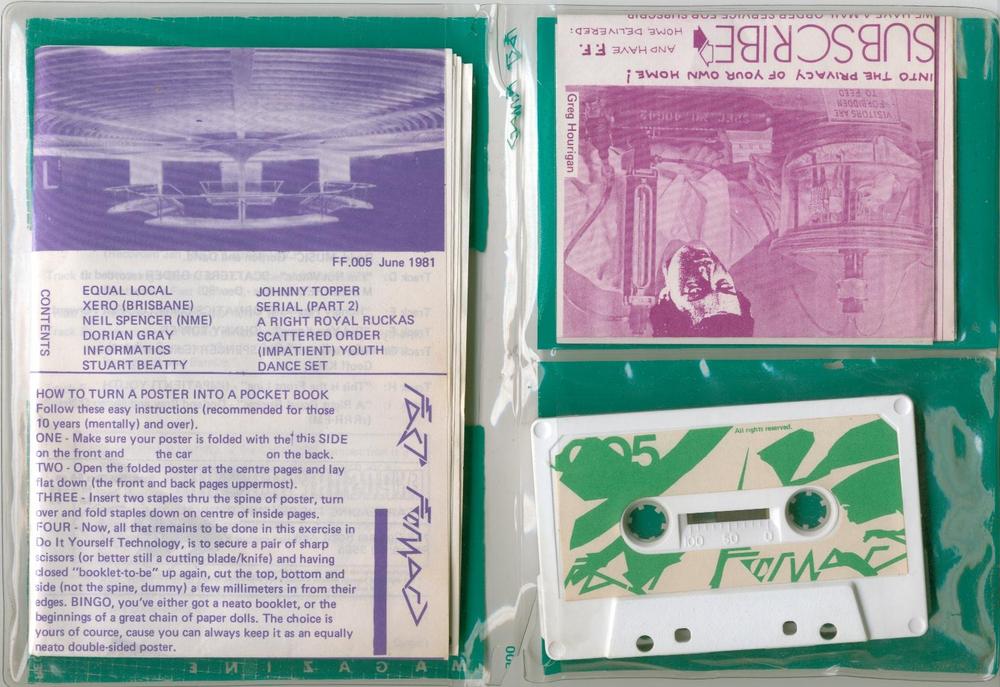 FF.005 June 1981
CONTENTS
EQUAL LOCAL
XERO (BRISBANE)
NEIL SPENCER (NME)
DORIAN GRAY
INFORMATICS
STUART BEATTY
JOHNNY TOPPER
SERIAL (PART 2)
A RIGHT ROYAL RUCKAS
SCATTERED ORDER
(IMPATIENT) YOUTH
DANCE SET
HOW TO TURN A POSTER INTO A POCKET BOOK
Follow these easy instructions (recommended for those
10 years (mentally) and over).
ONE - Make sure your poster is folded with the this SIDE
on the front and the car on the back.
TWO - Open the folded poster at the centre pages and lay
flat down (the front and back pages uppermost).
THREE - Insert two staples thru the spine of poster, turn
over and fold staples down on centre of inside pages.
FOUR - Now, all that remains to be done in this exercise in
Do It Yourself Technology, is to secure a pair of sharp
scissors (or better still a cutting blade/knife) and having
closed "booklet-to-be" up again, cut the top, bottom and
side (not the spine, dummy) a few millimeters in from their
edges. BINGO, you've either got a neato booklet, or the
beginnings of a great chain of paper dolls. The choice is
yours of cource, cause you can always keep it as an equally
neato double-sided poster.
FAST FORWARD
MAGAZINE
WE HAVE A MAIL ORDER SERVICE FOR SUBSCRIB
SUBSCRIBE
AND HAVE F.F.
HOME DELIVERED:
INTO THE PRIVACY OF YOUR OWN HOME!
Greg Hourigan
VISITORS ARE
FORBIDDEN
TO FEED
005
All rights reserved.
100 50 0
FAST FORWARD